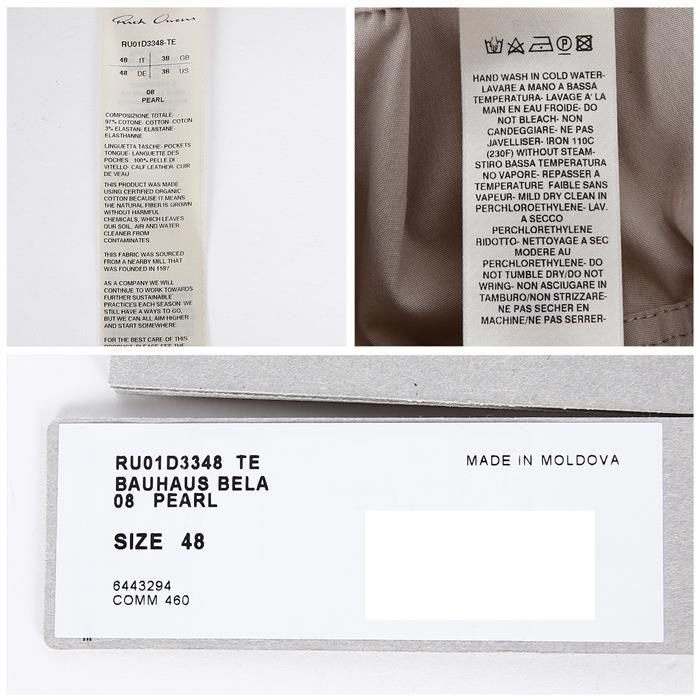 Rick Owens
RU01D3348-TE
48 IT 38 GB
48 DE 38 US
08
PEARL
COMPOSIZIONE TOTALE-
97% COTONE- COTTON- COTON
3% ELASTAN- ELASTANE-
ELASTHANNE
LINGUETTA TASCHE- POCKETS
TONGUE- LANGUETTE DES
POCHES 100% PELLE DI
VITELLO- CALF LEATHER- CUIR
DE VEAU
THIS PRODUCT WAS MADE
USING CERTIFIED ORGANIC
COTTON BECAUSE IT MEANS
THE NATURAL FIBER IS GROWN
WITHOUT HARMFUL
CHEMICALS, WHICH LEAVES
OUR SOIL, AIR AND WATER
CLEANER FROM
CONTAMINATES.
THIS FABRIC WAS SOURCED
FROM A NEARBY MILL THAT
WAS FOUNDED IN 1597.
AS A COMPANY WE WILL
CONTINUE TO WORK TOWARDS
FURTHER SUSTAINABLE
PRACTICES EACH SEASON. WE
STILL HAVE A WAYS TO GO,
BUT WE CAN ALL AIM HIGHER
AND START SOMEWHERE.
FOR THE BEST CARE OF THIS
PRODUCT, PLEASE SEE THE
HAND WASH IN COLD WATER-
LAVARE A MANO A BASSA
TEMPERATURA- LAVAGE A' LA
MAIN EN EAU FROIDE- DO
NOT BLEACH- NON
CANDEGGIARE- NE PAS
JAVELLISER- IRON 110C
(230F) WITHOUT STEAM-
STIRO BASSA TEMPERATURA
NO VAPORE- REPASSER A
TEMPERATURE FAIBLE SANS
VAPEUR- MILD DRY CLEAN IN
PERCHLOROETHYLENE- LAV.
A SECCO
PERCHLOROETHYLENE
RIDOTTO- NETTOYAGE A SEC
MODERE AU
PERCHLOROETHYLENE- DO
NOT TUMBLE DRY/DO NOT
WRING- NON ASCIUGARE IN
TAMBURO/NON STRIZZARE-
NE PAS SECHER EN
MACHINE/NE PAS SERRER-
RU01D3348 TE
MADE IN MOLDOVA
BAUHAUS BELA
08 PEARL
SIZE 48
6443294
COMM 460